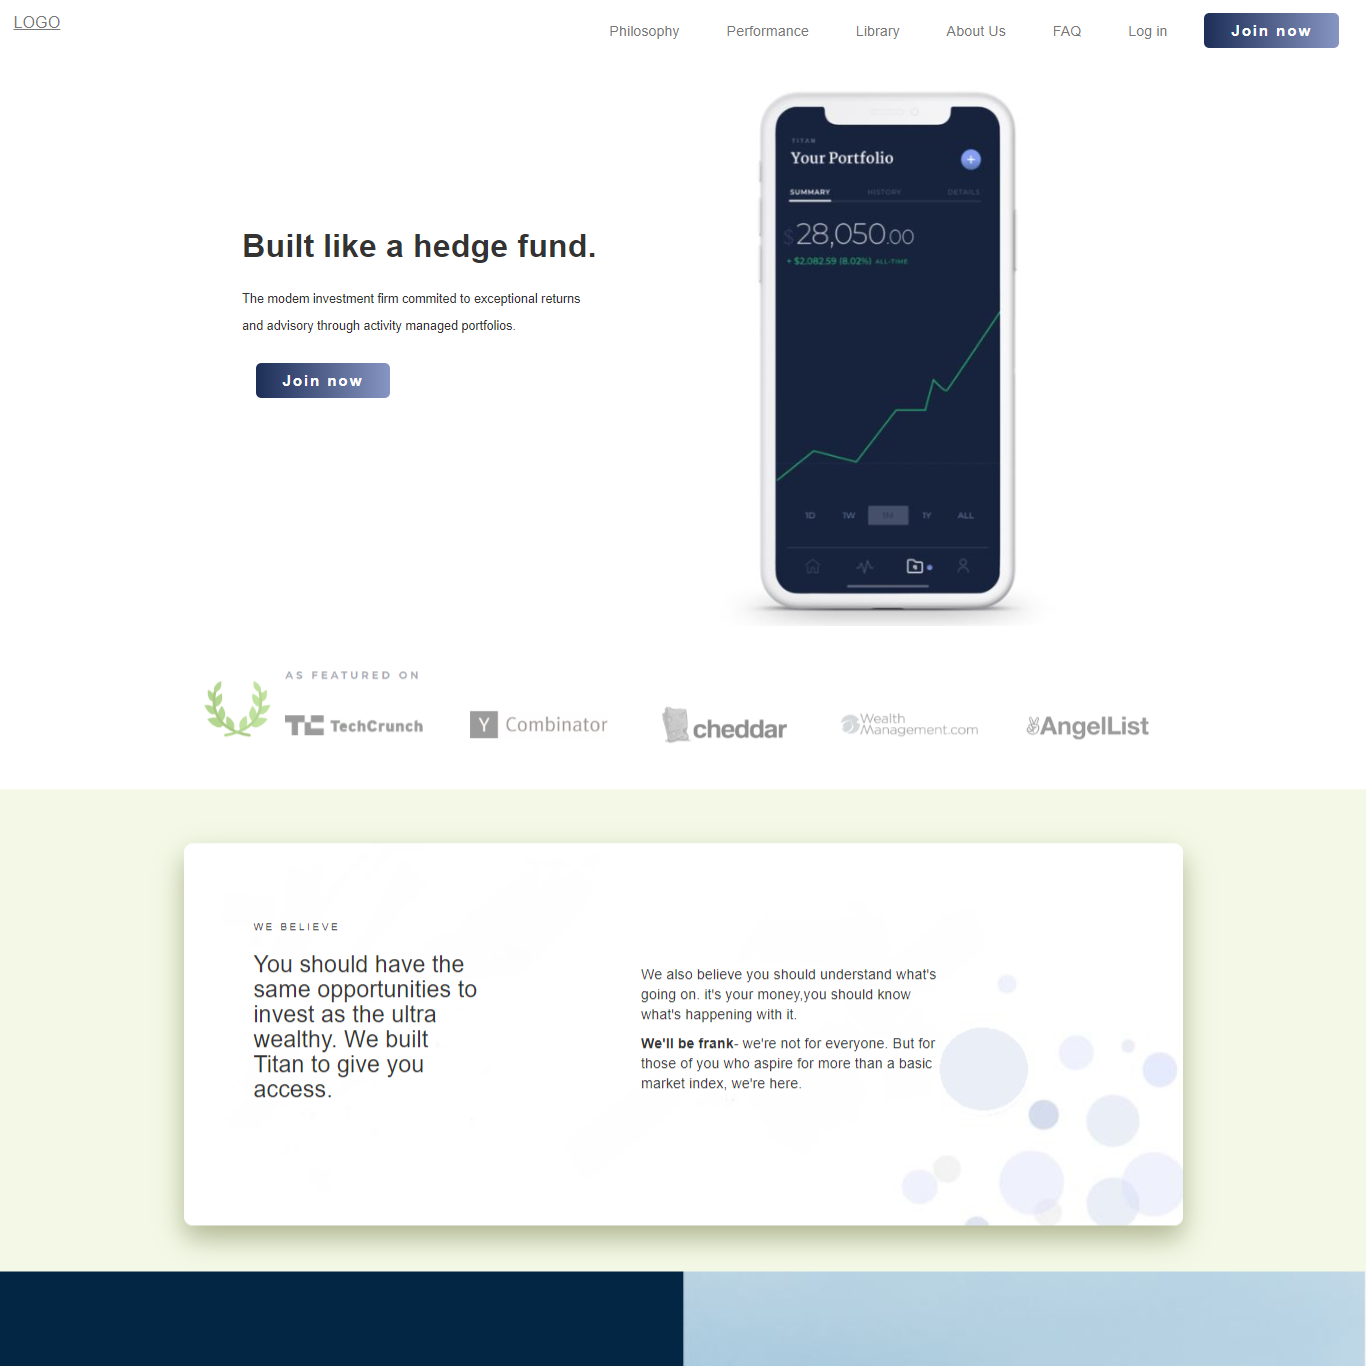 LOGO
Philosophy
Performance
Library
About Us
FAQ
Log in
Join now
TITAN
Your Portfolio
+
SUMMARY
HISTORY
DETAILS
$28,050.00
+ $2,082.59 (8.02%) ALL-TIME
1D
1W
1M
1Y
ALL
Built like a hedge fund.
The modem investment firm commited to exceptional returns
and advisory through activity managed portfolios.
Join now
AS FEATURED ON
TC TechCrunch
Y Combinator
cheddar
Wealth
Management.com
AngelList
WE BELIEVE
You should have the
same opportunities to
invest as the ultra
wealthy. We built
Titan to give you
access.
We also believe you should understand what's
going on. it's your money,you should know
what's happening with it.
We'll be frank- we're not for everyone. But for
those of you who aspire for more than a basic
market index, we're here.